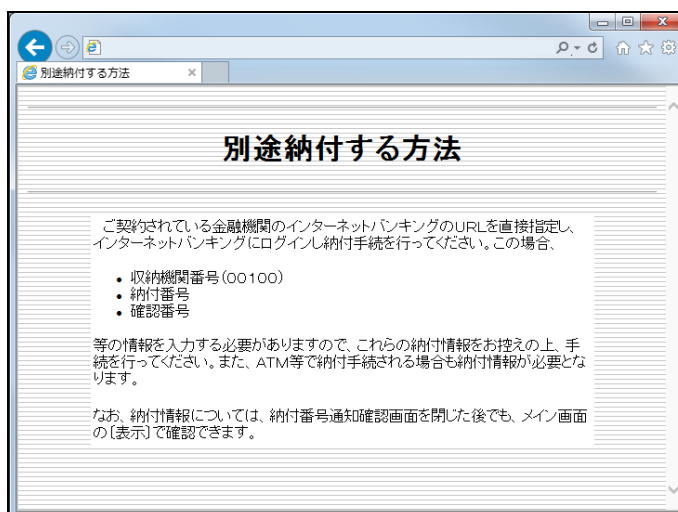 別途納付する方法
別途納付する方法
ご契約されている金融機関のインターネットバンキングのURLを直接指定し、
インターネットバンキングにログインし納付手続を行ってください。この場合、
• 収納機関番号(00100)
• 納付番号
• 確認番号
等の情報を入力する必要がありますので、これらの納付情報をお控えの上、手
続を行ってください。また、ATM等で納付手続される場合も納付情報が必要とな
ります。
なお、納付情報については、納付番号通知確認画面を閉じた後でも、メイン画面
の〔表示〕で確認できます。